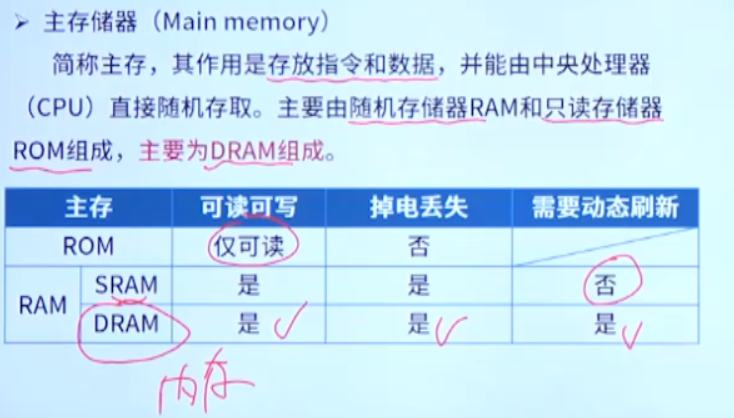 ➢ 主存储器（Main memory）
简称主存，其作用是存放指令和数据，并能由中央处理器
（CPU）直接随机存取。主要由随机存储器RAM和只读存储器
ROM组成，主要为DRAM组成。
主存 可读可写 掉电丢失 需要动态刷新
ROM 仅可读 否
RAM SRAM 是 是 否
DRAM 是 是 是
内存